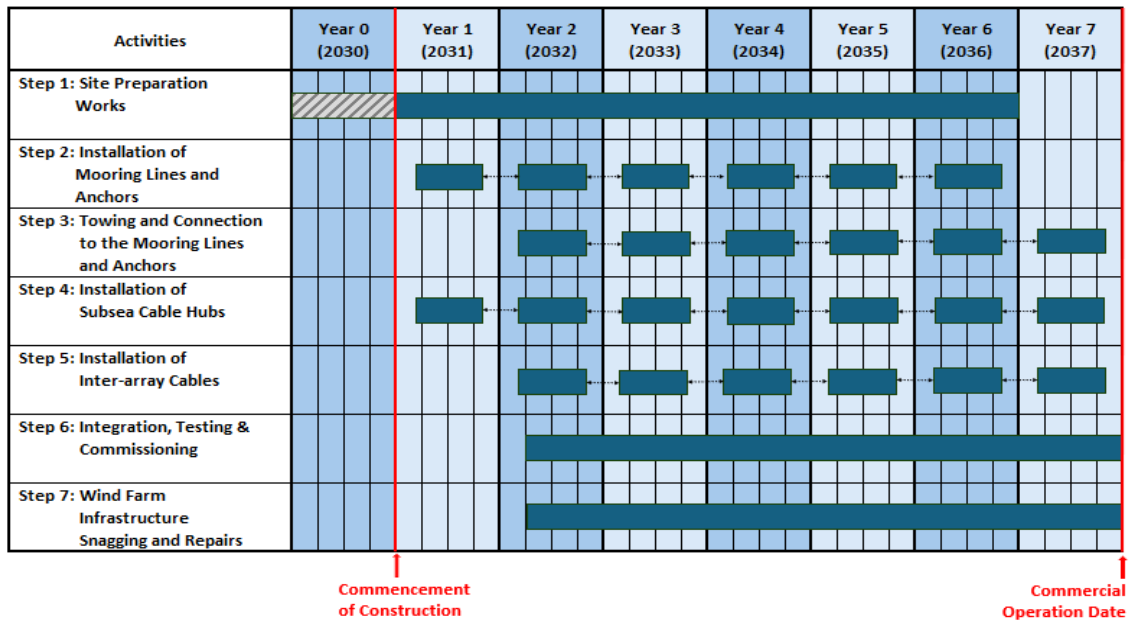 Activities
Year 0
(2030)
Year 1
(2031)
Year 2
(2032)
Year 3
(2033)
Year 4
(2034)
Year 5
(2035)
Year 6
(2036)
Year 7
(2037)
Step 1: Site Preparation
Works
Step 2: Installation of
Mooring Lines and
Anchors
Step 3: Towing and Connection
to the Mooring Lines
and Anchors
Step 4: Installation of
Subsea Cable Hubs
Step 5: Installation of
Inter-array Cables
Step 6: Integration, Testing &
Commissioning
Step 7: Wind Farm
Infrastructure
Snagging and Repairs
Commencement
of Construction
Commercial
Operation Date